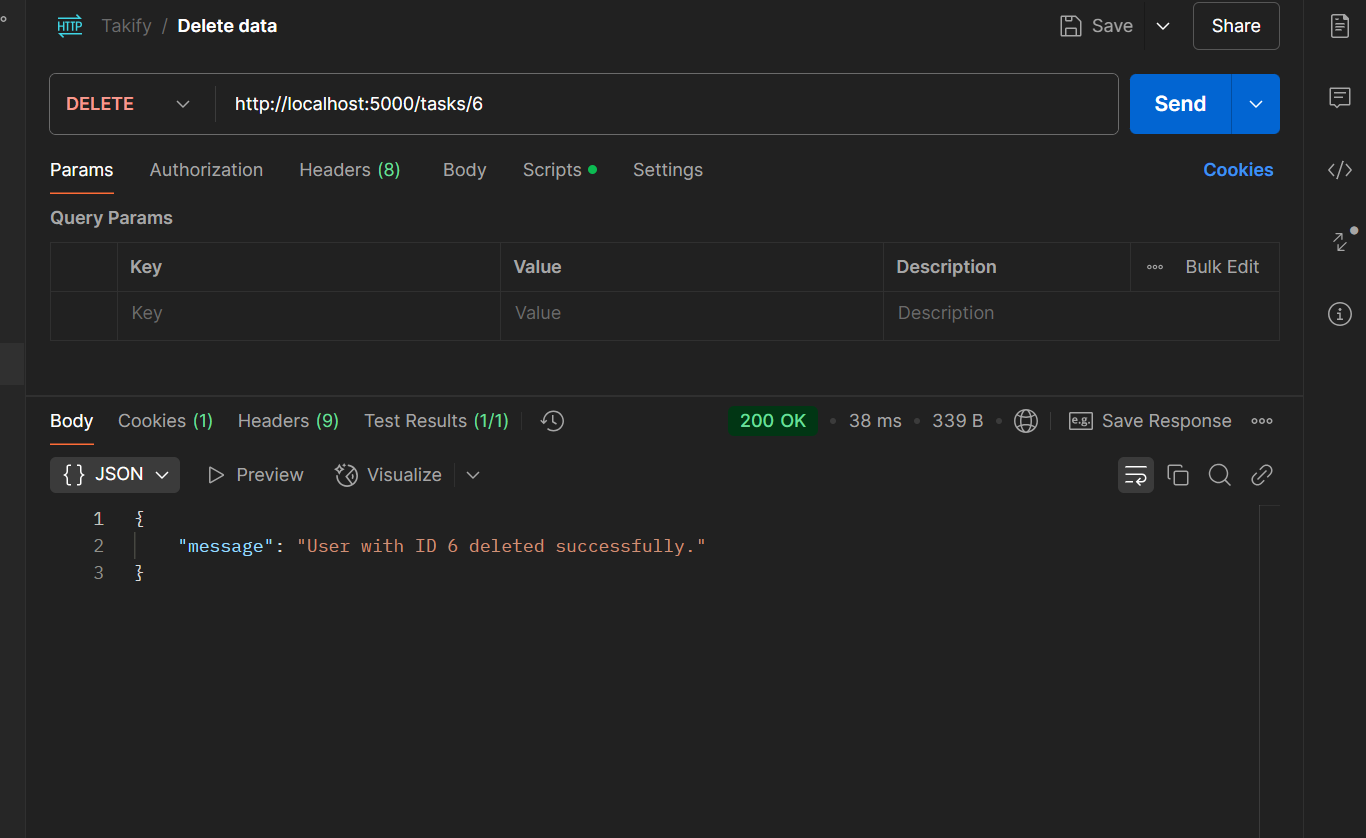 HTTP Takify / Delete data Save Share
DELETE http://localhost:5000/tasks/6 Send
Params Authorization Headers (8) Body Scripts Settings Cookies
Query Params
Key Value Description Bulk Edit
Key Value Description
Body Cookies (1) Headers (9) Test Results (1/1) 200 OK • 38 ms • 339 B • e.g. Save Response
{} JSON Preview Visualize
1 {
2 "message": "User with ID 6 deleted successfully."
3 }